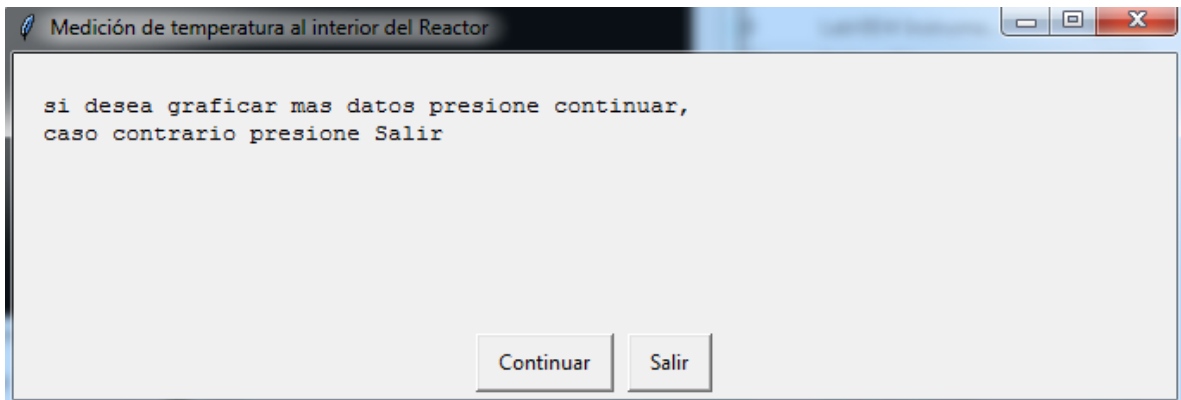 Medición de temperatura al interior del Reactor
si desea graficar mas datos presione continuar,
caso contrario presione Salir
Continuar Salir